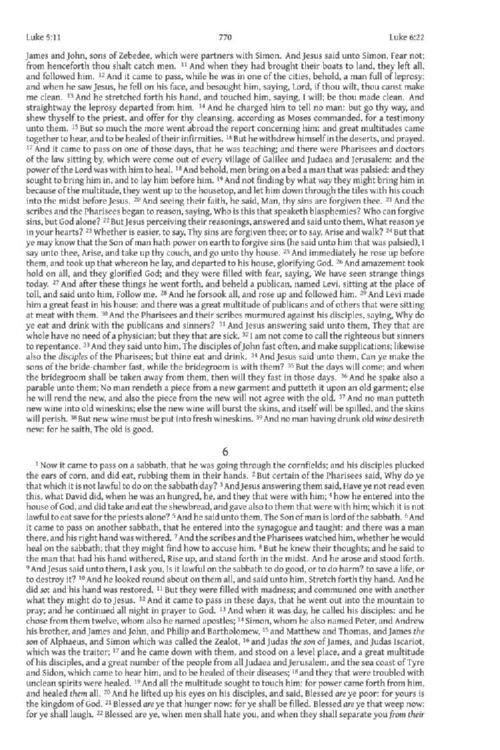 Luke 5:11 770 Luke 6:22
James and John, sons of Zebedee, which were partners with Simon. And Jesus said unto Simon, Fear not;
from henceforth thou shalt catch men. 11 And when they had brought their boats to land, they left all,
and followed him. 12 And it came to pass, while he was in one of the cities, behold, a man full of leprosy:
and when he saw Jesus, he fell on his face, and besought him, saying, Lord, if thou wilt, thou canst make
me clean. 13 And he stretched forth his hand, and touched him, saying, I will; be thou made clean. And
straightway the leprosy departed from him. 14 And he charged him to tell no man: but go thy way, and
shew thyself to the priest, and offer for thy cleansing, according as Moses commanded, for a testimony
unto them. 15 But so much the more went abroad the report concerning him: and great multitudes came
together to hear, and to be healed of their infirmities. 16 But he withdrew himself in the deserts, and prayed.
17 And it came to pass on one of those days, that he was teaching; and there were Pharisees and doctors
of the law sitting by, which were come out of every village of Galilee and Judaea and Jerusalem: and the
power of the Lord was with him to heal. 18 And behold, men bring on a bed a man that was palsied: and they
sought to bring him in, and to lay him before him. 19 And not finding by what way they might bring him in
because of the multitude, they went up to the housetop, and let him down through the tiles with his couch
into the midst before Jesus. 20 And seeing their faith, he said, Man, thy sins are forgiven thee. 21 And the
scribes and the Pharisees began to reason, saying, Who is this that speaketh blasphemies? Who can forgive
sins, but God alone? 22 But Jesus perceiving their reasonings, answered and said unto them, What reason ye
in your hearts? 23 Whether is easier, to say, Thy sins are forgiven thee; or to say, Arise and walk? 24 But that
ye may know that the Son of man hath power on earth to forgive sins (he said unto him that was palsied), I
say unto thee, Arise, and take up thy couch, and go unto thy house. 25 And immediately he rose up before
them, and took up that whereon he lay, and departed to his house, glorifying God. 26 And amazement took
hold on all, and they glorified God; and they were filled with fear, saying, We have seen strange things
today. 27 And after these things he went forth, and beheld a publican, named Levi, sitting at the place of
toll, and said unto him, Follow me. 28 And he forsook all, and rose up and followed him. 29 And Levi made
him a great feast in his house: and there was a great multitude of publicans and of others that were sitting
at meat with them. 30 And the Pharisees and their scribes murmured against his disciples, saying, Why do
ye eat and drink with the publicans and sinners? 31 And Jesus answering said unto them, They that are
whole have no need of a physician; but they that are sick. 32 I am not come to call the righteous but sinners
to repentance. 33 And they said unto him, The disciples of John fast often, and make supplications; likewise
also the disciples of the Pharisees; but thine eat and drink. 34 And Jesus said unto them, Can ye make the
sons of the bride-chamber fast, while the bridegroom is with them? 35 But the days will come; and when
the bridegroom shall be taken away from them, then will they fast in those days. 36 And he spake also a
parable unto them; No man rendeth a piece from a new garment and putteth it upon an old garment; else
he will rend the new, and also the piece from the new will not agree with the old. 37 And no man putteth
new wine into old wineskins; else the new wine will burst the skins, and itself will be spilled, and the skins
will perish. 38 But new wine must be put into fresh wineskins. 39 And no man having drunk old wine desireth
new: for he saith, The old is good.
6
1 Now it came to pass on a sabbath, that he was going through the cornfields; and his disciples plucked
the ears of corn, and did eat, rubbing them in their hands. 2 But certain of the Pharisees said, Why do ye
that which it is not lawful to do on the sabbath day? 3 And Jesus answering them said, Have ye not read even
this, what David did, when he was an hungred, he, and they that were with him; 4 how he entered into the
house of God, and did take and eat the shewbread, and gave also to them that were with him; which it is not
lawful to eat save for the priests alone? 5 And he said unto them, The Son of man is lord of the sabbath. 6 And
it came to pass on another sabbath, that he entered into the synagogue and taught: and there was a man
there, and his right hand was withered. 7 And the scribes and the Pharisees watched him, whether he would
heal on the sabbath; that they might find how to accuse him. 8 But he knew their thoughts; and he said to
the man that had his hand withered, Rise up, and stand forth in the midst. And he arose and stood forth.
9 And Jesus said unto them, I ask you, Is it lawful on the sabbath to do good, or to do harm? to save a life, or
to destroy it? 10 And he looked round about on them all, and said unto him, Stretch forth thy hand. And he
did so: and his hand was restored. 11 But they were filled with madness; and communed one with another
what they might do to Jesus. 12 And it came to pass in these days, that he went out into the mountain to
pray; and he continued all night in prayer to God. 13 And when it was day, he called his disciples: and he
chose from them twelve, whom also he named apostles; 14 Simon, whom he also named Peter, and Andrew
his brother, and James and John, and Philip and Bartholomew, 15 and Matthew and Thomas, and James the
son of Alphaeus, and Simon which was called the Zealot, 16 and Judas the son of James, and Judas Iscariot,
which was the traitor; 17 and he came down with them, and stood on a level place, and a great multitude
of his disciples, and a great number of the people from all Judaea and Jerusalem, and the sea coast of Tyre
and Sidon, which came to hear him, and to be healed of their diseases; 18 and they that were troubled with
unclean spirits were healed. 19 And all the multitude sought to touch him: for power came forth from him,
and healed them all. 20 And he lifted up his eyes on his disciples, and said, Blessed are ye poor: for yours is
the kingdom of God. 21 Blessed are ye that hunger now: for ye shall be filled. Blessed are ye that weep now:
for ye shall laugh. 22 Blessed are ye, when men shall hate you, and when they shall separate you from their